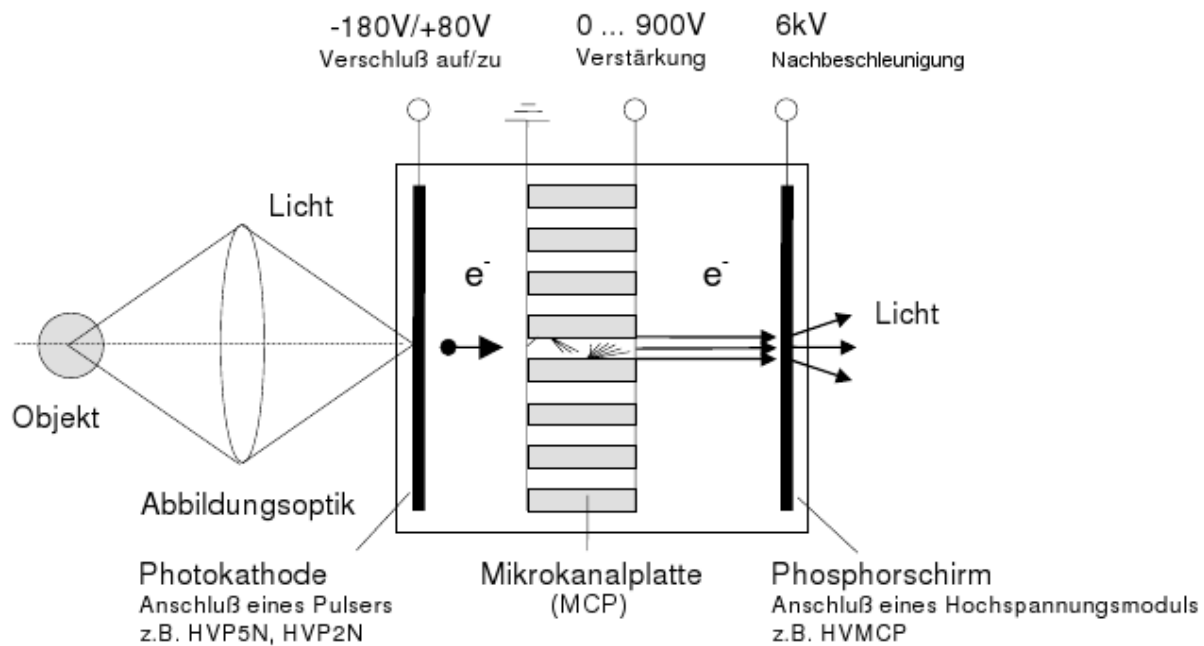 -180V/+80V
Verschluß auf/zu
0 ... 900V
Verstärkung
6kV
Nachbeschleunigung
Licht
e-
e-
Licht
Objekt
Abbildungsoptik
Photokathode
Anschluß eines Pulsers
z.B. HVP5N, HVP2N
Mikrokanalplatte
(MCP)
Phosphorschirm
Anschluß eines Hochspannungsmoduls
z.B. HVMCP